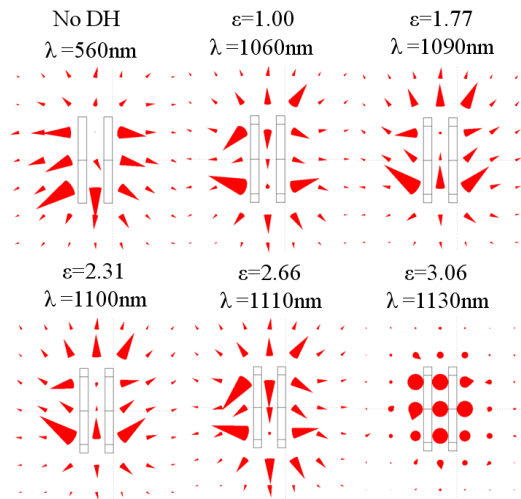 No DH
λ =560nm
ε=1.00
λ =1060nm
ε=1.77
λ =1090nm
ε=2.31
λ =1100nm
ε=2.66
λ =1110nm
ε=3.06
λ =1130nm